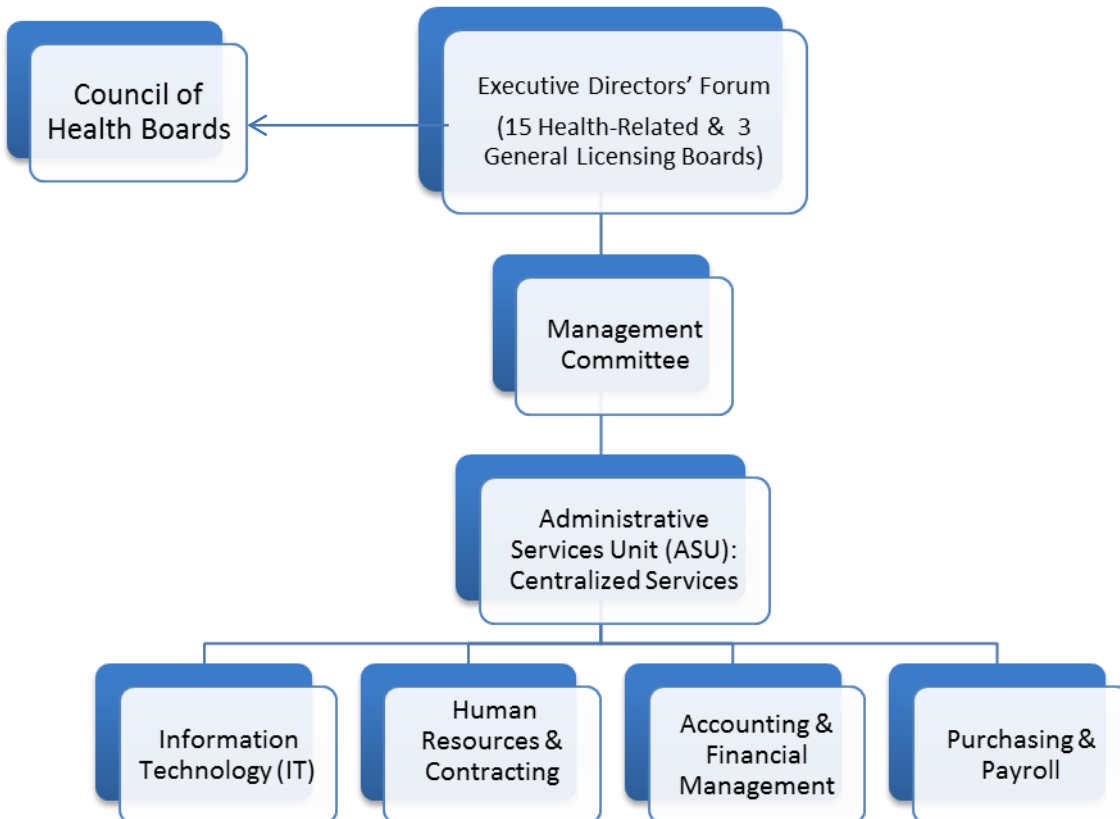 Council of
Health Boards
Executive Directors’ Forum
(15 Health-Related & 3
General Licensing Boards)
Management
Committee
Administrative
Services Unit (ASU):
Centralized Services
Information
Technology (IT)
Human
Resources &
Contracting
Accounting &
Financial
Management
Purchasing &
Payroll